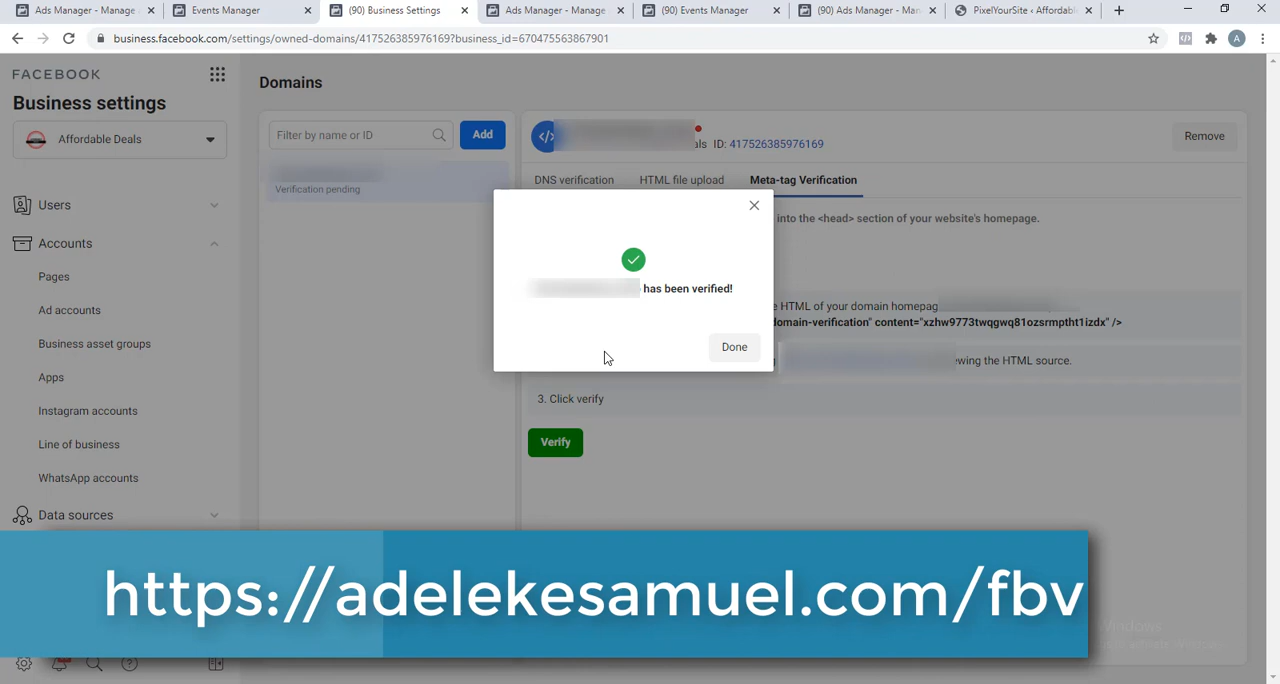 Ads Manager - Manage
Events Manager
(90) Business Settings
Ads Manager - Manage
(90) Events Manager
(90) Ads Manager - Man
PixelYourSite ‹ Affordabl
business.facebook.com/settings/owned-domains/417526385976169?business_id=670475563867901
A
FACEBOOK
Business settings
Affordable Deals
Users
Accounts
Pages
Ad accounts
Business asset groups
Apps
Instagram accounts
Line of business
WhatsApp accounts
Data sources
Domains
Filter by name or ID
Add
Verification pending
als ID: 417526385976169
Remove
DNS verification
HTML file upload
Meta-tag Verification
into the <head> section of your website's homepage.
has been verified!
Done
e HTML of your domain homepag
domain-verification" content="xzhw9773twqgwq81ozsrmptht1izdx" />
ewing the HTML source.
3. Click verify
Verify
https://adelekesamuel.com/fbv
Windows